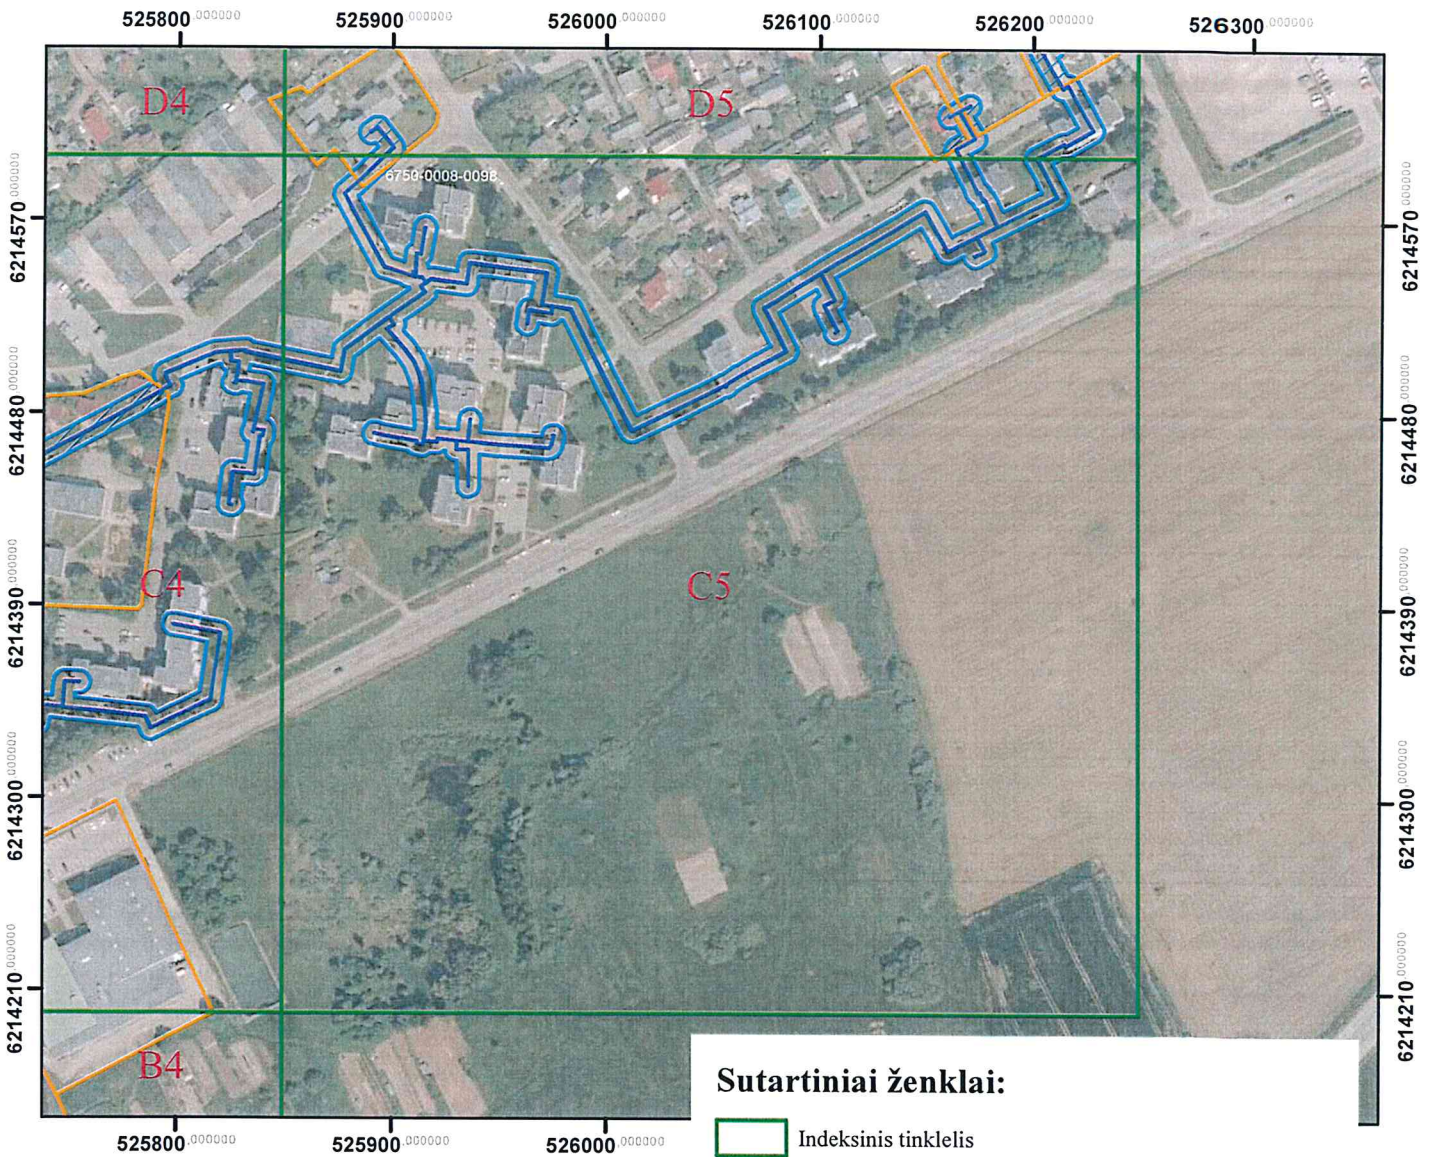 525800.000000 525900.000000 526000.000000 526100.000000 526200.000000 526300.000000
D4
D5
6750-0008-0098
6214570.000000
6214570.000000
6214480.000000
6214480.000000
C4
C5
6214390.000000
6214390.000000
6214300.000000
6214300.000000
6214210.000000
6214210.000000
B4
Sutartiniai ženklai:
Indeksinis tinklelis
525800.000000 525900.000000 526000.000000